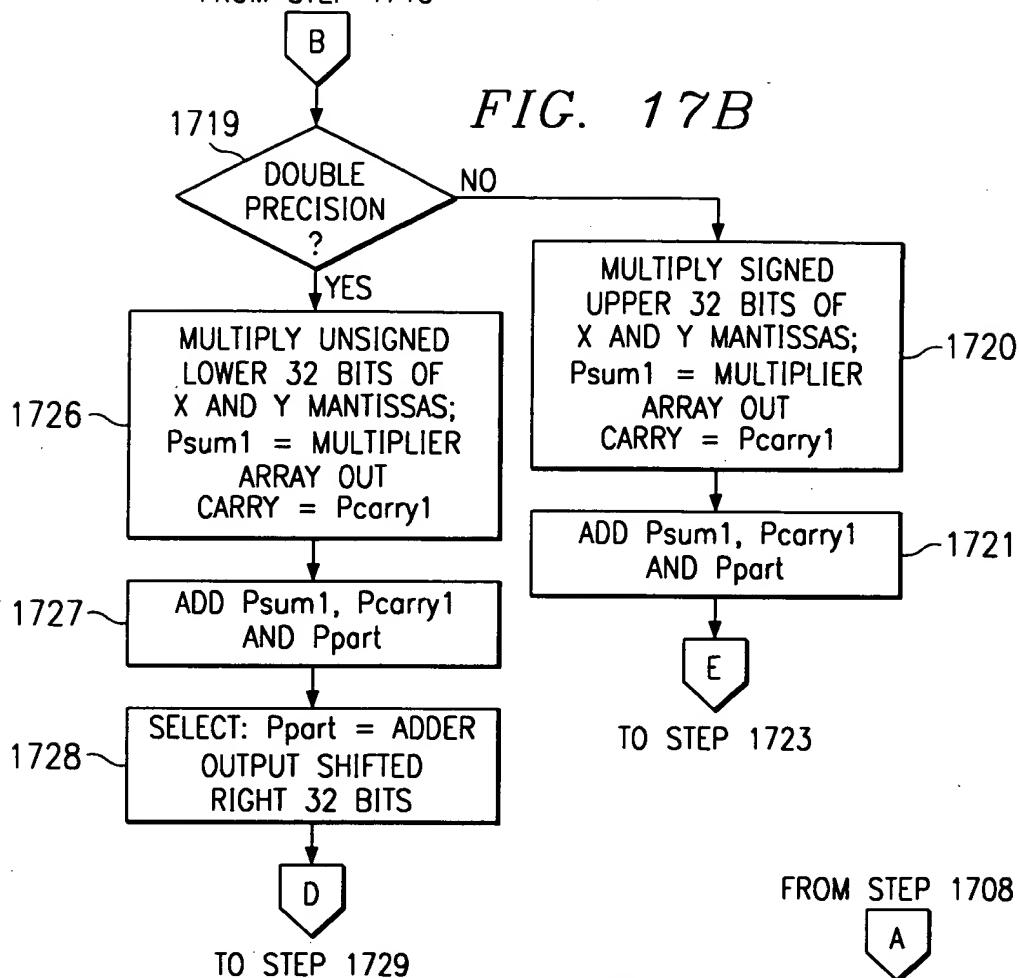 B
FIG. 17B
1719
DOUBLE
PRECISION
?
NO
YES
MULTIPLY SIGNED
UPPER 32 BITS OF
X AND Y MANTISSAS;
Psum1 = MULTIPLIER
ARRAY OUT
CARRY = Pcarry1
1720
MULTIPLY UNSIGNED
LOWER 32 BITS OF
X AND Y MANTISSAS;
Psum1 = MULTIPLIER
ARRAY OUT
CARRY = Pcarry1
1726
ADD Psum1, Pcarry1
AND Ppart
1721
ADD Psum1, Pcarry1
AND Ppart
1727
E
TO STEP 1723
SELECT: Ppart = ADDER
OUTPUT SHIFTED
RIGHT 32 BITS
1728
D
TO STEP 1729
FROM STEP 1708
A